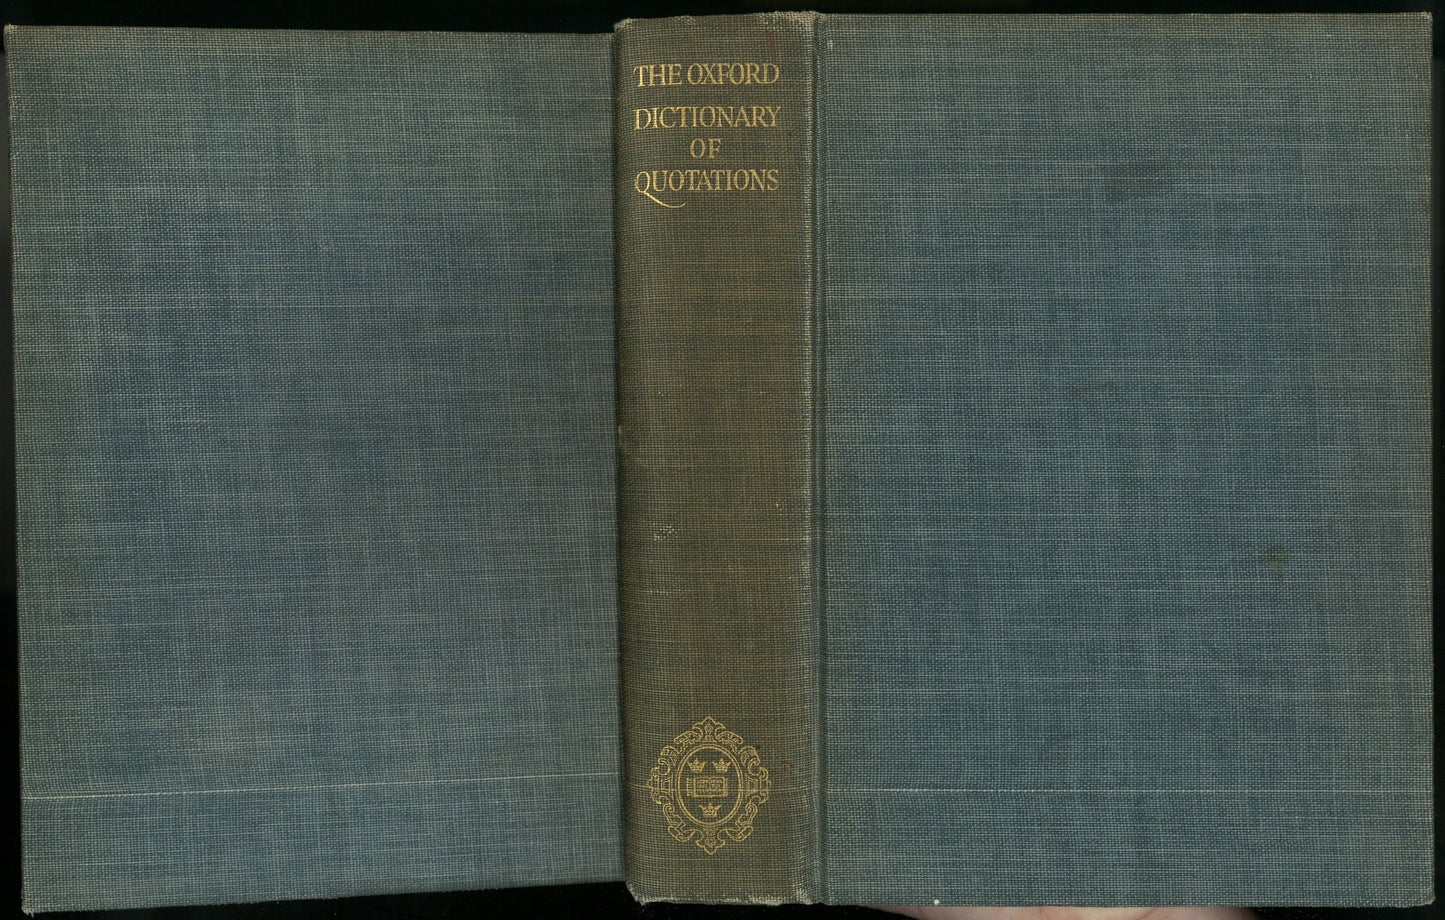 THE OXFORD
DICTIONARY
OF
QUOTATIONS